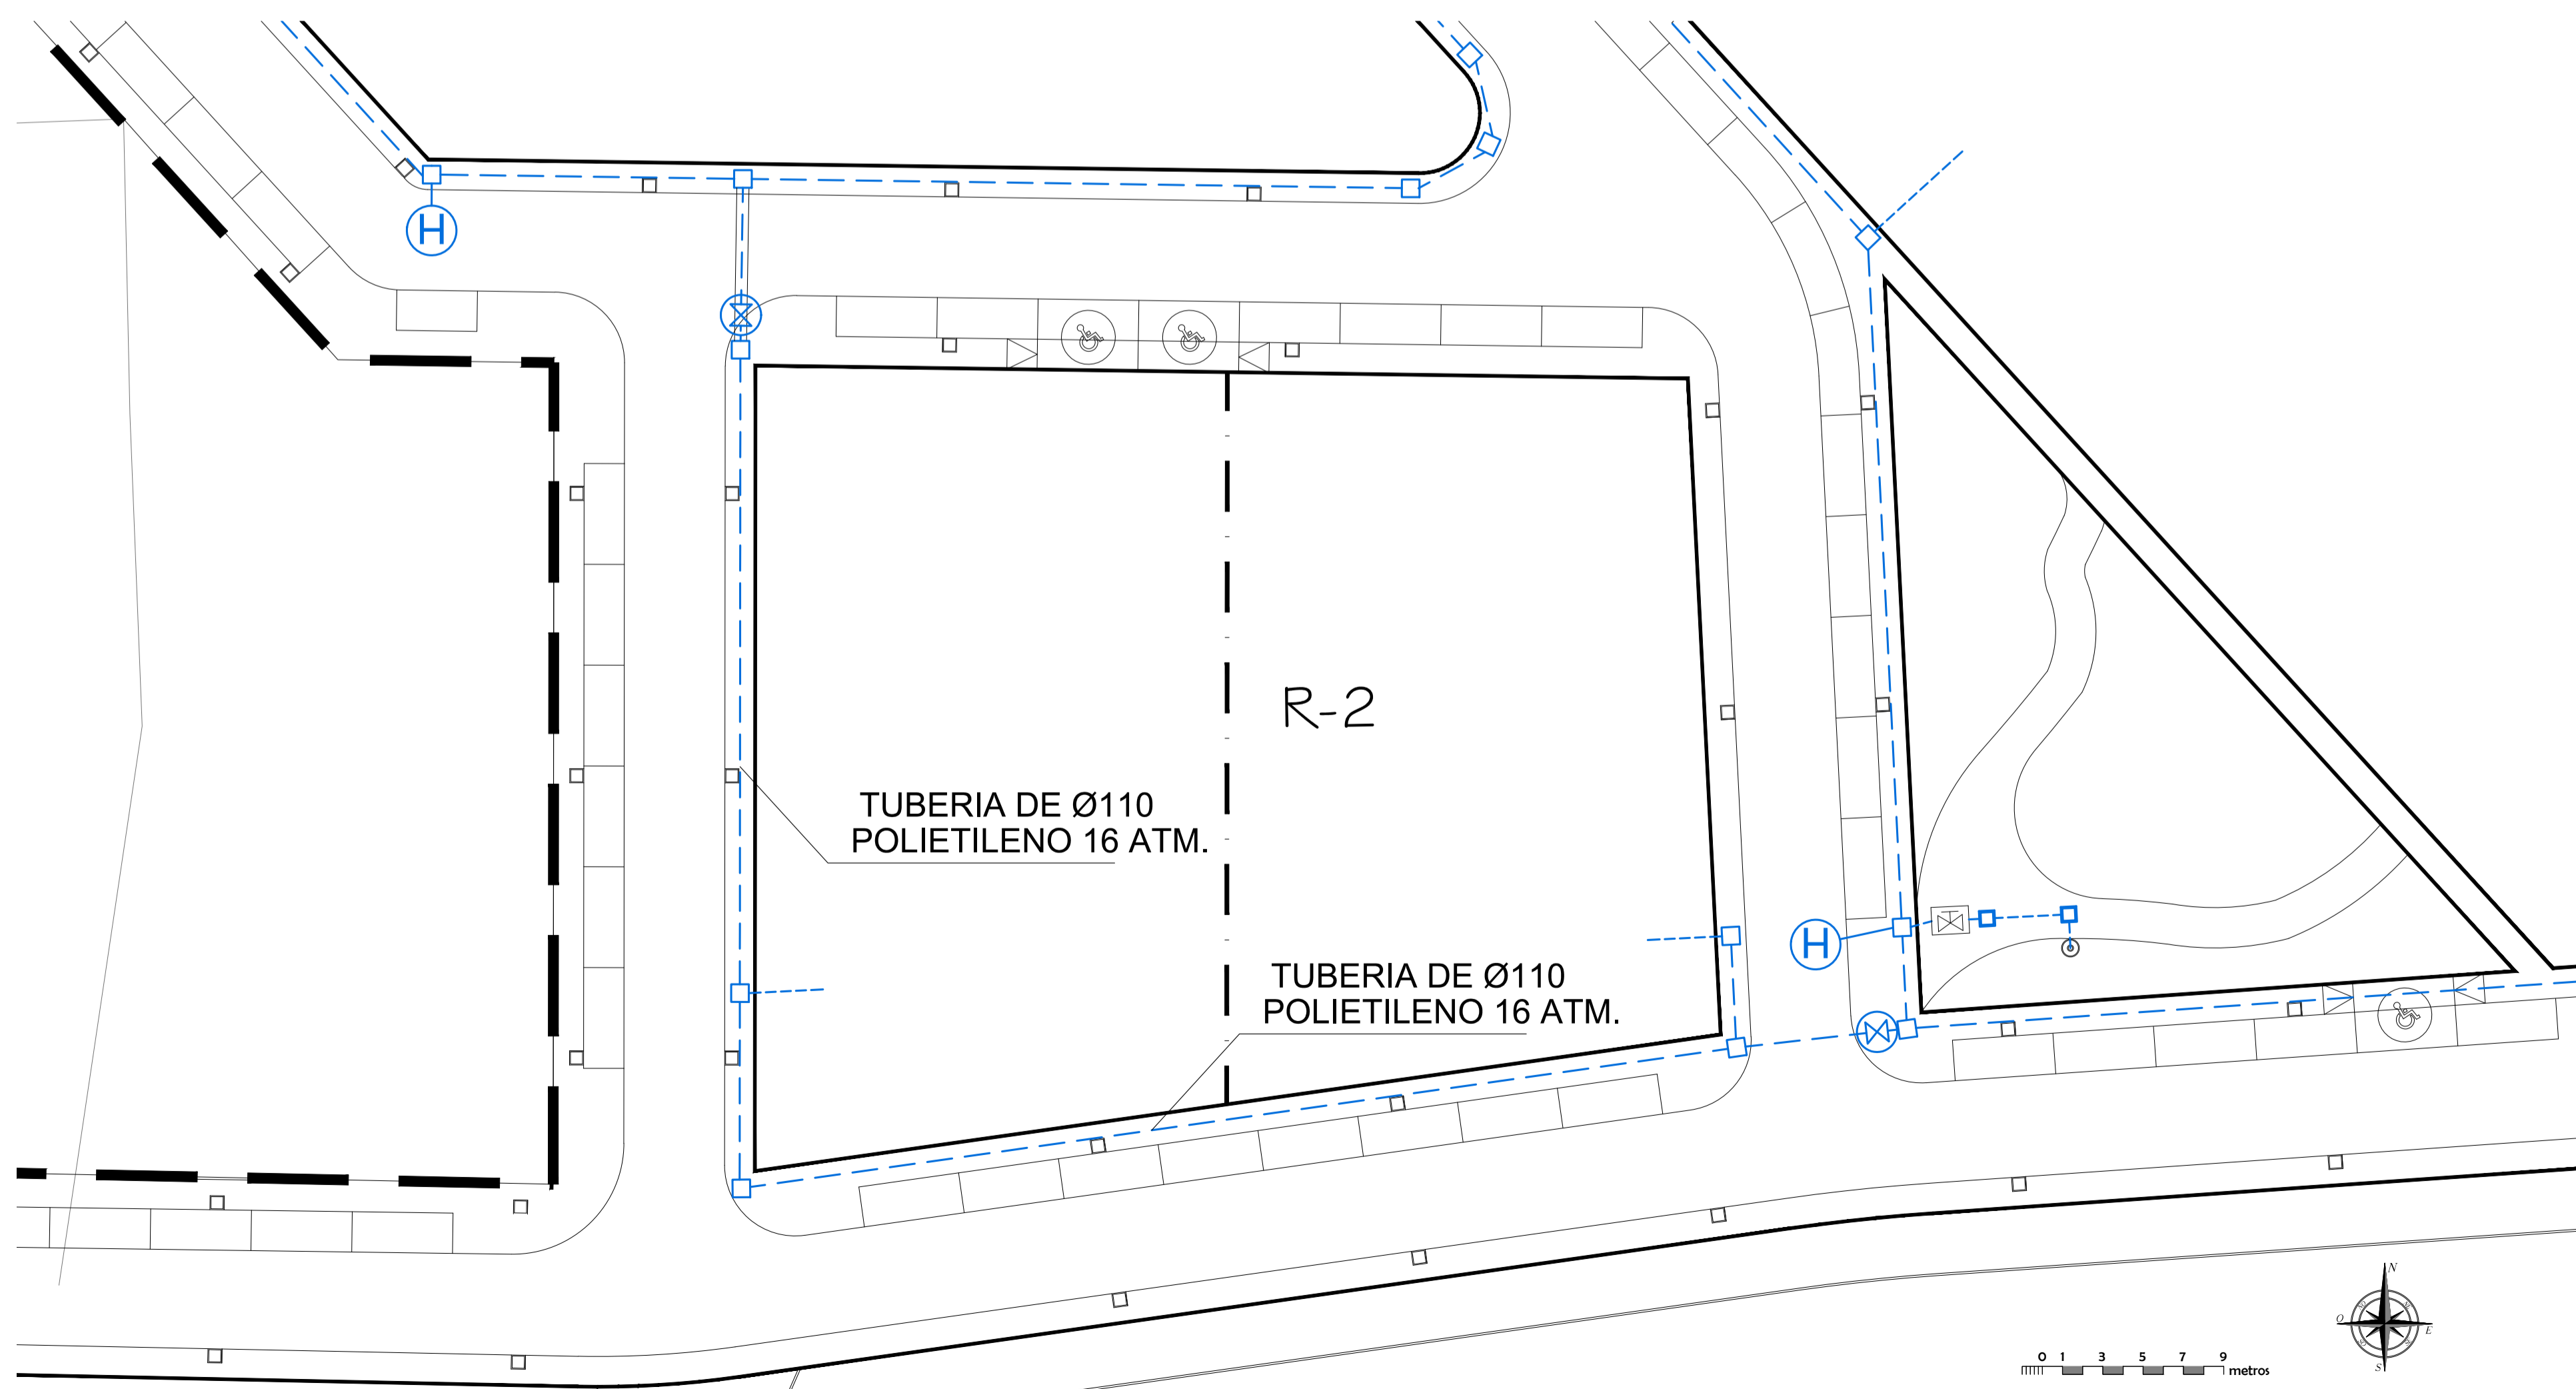 H
R-2
TUBERIA DE Ø110
POLIETILENO 16 ATM.
H
TUBERIA DE Ø110
POLIETILENO 16 ATM.
N
O
E
S
0 1 3 5 7 9 metros